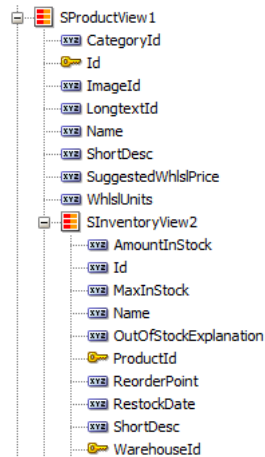 SProductView1
CategoryId
Id
ImageId
LongtextId
Name
ShortDesc
SuggestedWhlslPrice
WhlslUnits
SInventoryView2
AmountInStock
Id
MaxInStock
Name
OutOfStockExplanation
ProductId
ReorderPoint
RestockDate
ShortDesc
WarehouseId